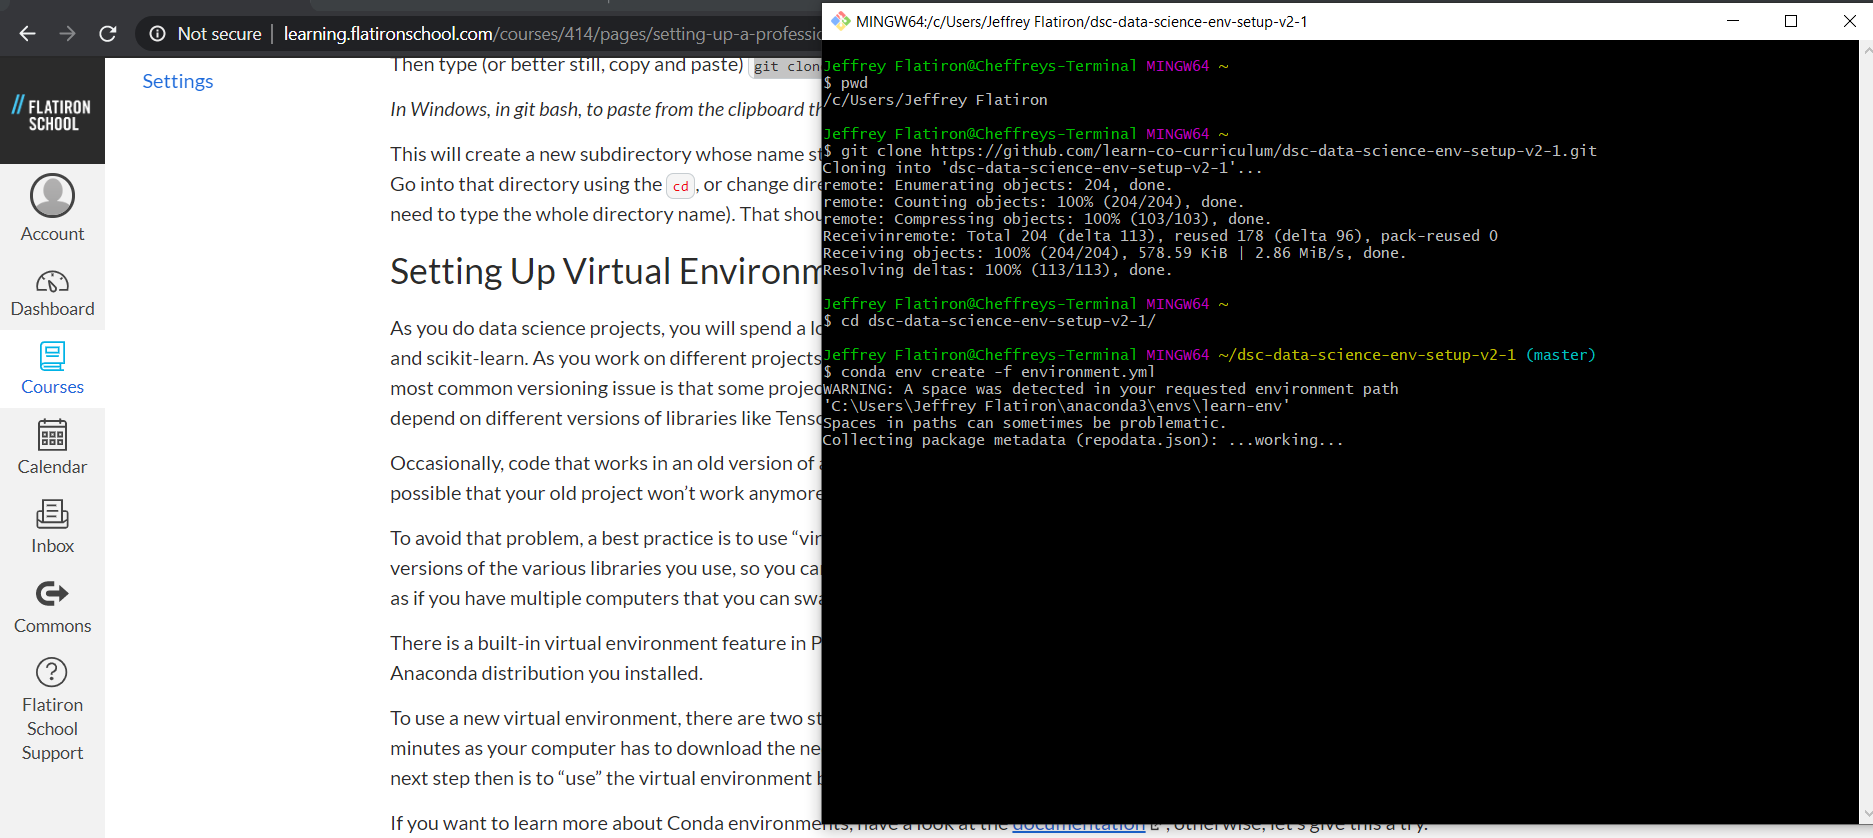 Not secure | learning.flatironschool.com/courses/414/pages/setting-up-a-professio
// FLATIRON
SCHOOL
Account
Dashboard
Courses
Calendar
Inbox
Commons
Flatiron
School
Support
Settings
Then type (or better still, copy and paste) git clon
In Windows, in git bash, to paste from the clipboard th
This will create a new subdirectory whose name st
Go into that directory using the cd, or change dire
need to type the whole directory name). That shou
Setting Up Virtual Environm
As you do data science projects, you will spend a lo
and scikit-learn. As you work on different projects
most common versioning issue is that some projec
depend on different versions of libraries like Tenso
Occasionally, code that works in an old version of a
possible that your old project won't work anymore
To avoid that problem, a best practice is to use “vir
versions of the various libraries you use, so you ca
as if you have multiple computers that you can swa
There is a built-in virtual environment feature in P
Anaconda distribution you installed.
To use a new virtual environment, there are two st
minutes as your computer has to download the ne
next step then is to “use” the virtual environment b
If you want to learn more about Conda environments, have a look at the documentation, otherwise, let's give this a try.
MINGW64:/c/Users/Jeffrey Flatiron/dsc-data-science-env-setup-v2-1
Jeffrey Flatiron@Cheffreys-Terminal MINGW64 ~
$ pwd
/c/Users/Jeffrey Flatiron
Jeffrey Flatiron@Cheffreys-Terminal MINGW64 ~
$ git clone https://github.com/learn-co-curriculum/dsc-data-science-env-setup-v2-1.git
Cloning into 'dsc-data-science-env-setup-v2-1'...
remote: Enumerating objects: 204, done.
remote: Counting objects: 100% (204/204), done.
remote: Compressing objects: 100% (103/103), done.
Receivinremote: Total 204 (delta 113), reused 178 (delta 96), pack-reused 0
Receiving objects: 100% (204/204), 578.59 KiB | 2.86 MiB/s, done.
Resolving deltas: 100% (113/113), done.
Jeffrey Flatiron@Cheffreys-Terminal MINGW64 ~
$ cd dsc-data-science-env-setup-v2-1/
Jeffrey Flatiron@Cheffreys-Terminal MINGW64 ~/dsc-data-science-env-setup-v2-1 (master)
$ conda env create -f environment.yml
WARNING: A space was detected in your requested environment path
'C:\Users\Jeffrey Flatiron\anaconda3\envs\learn-env'
Spaces in paths can sometimes be problematic.
Collecting package metadata (repodata.json): ...working...